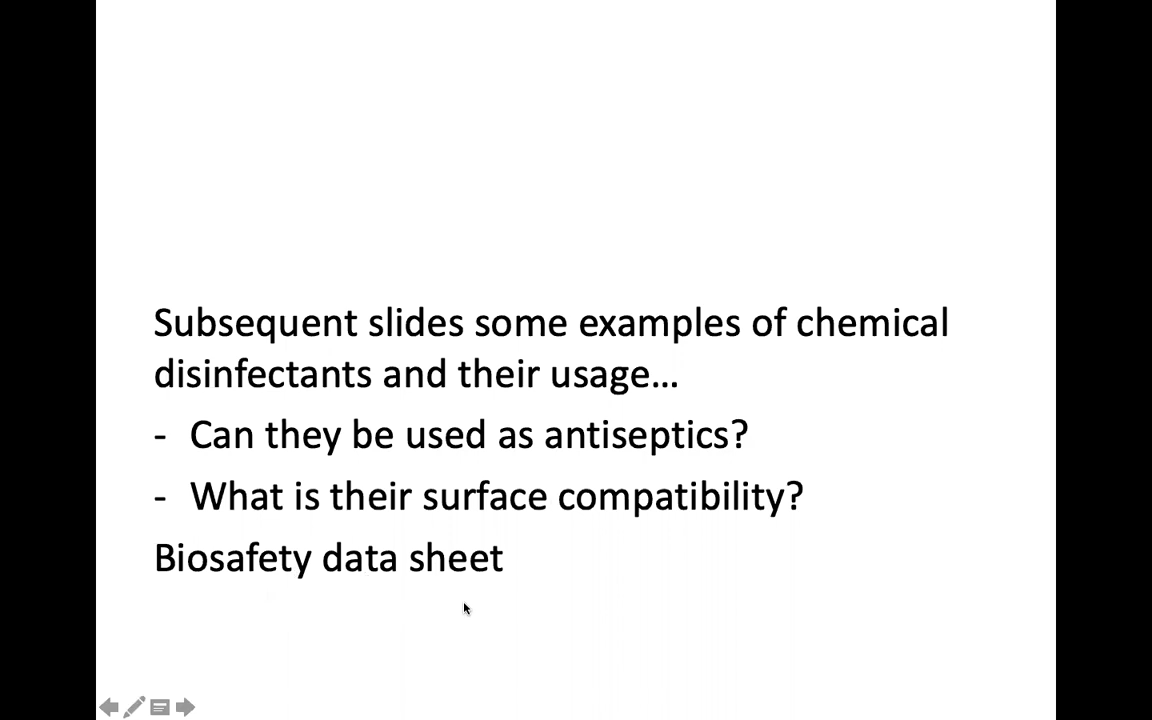 Subsequent slides some examples of chemical
disinfectants and their usage…
- Can they be used as antiseptics?
- What is their surface compatibility?
Biosafety data sheet